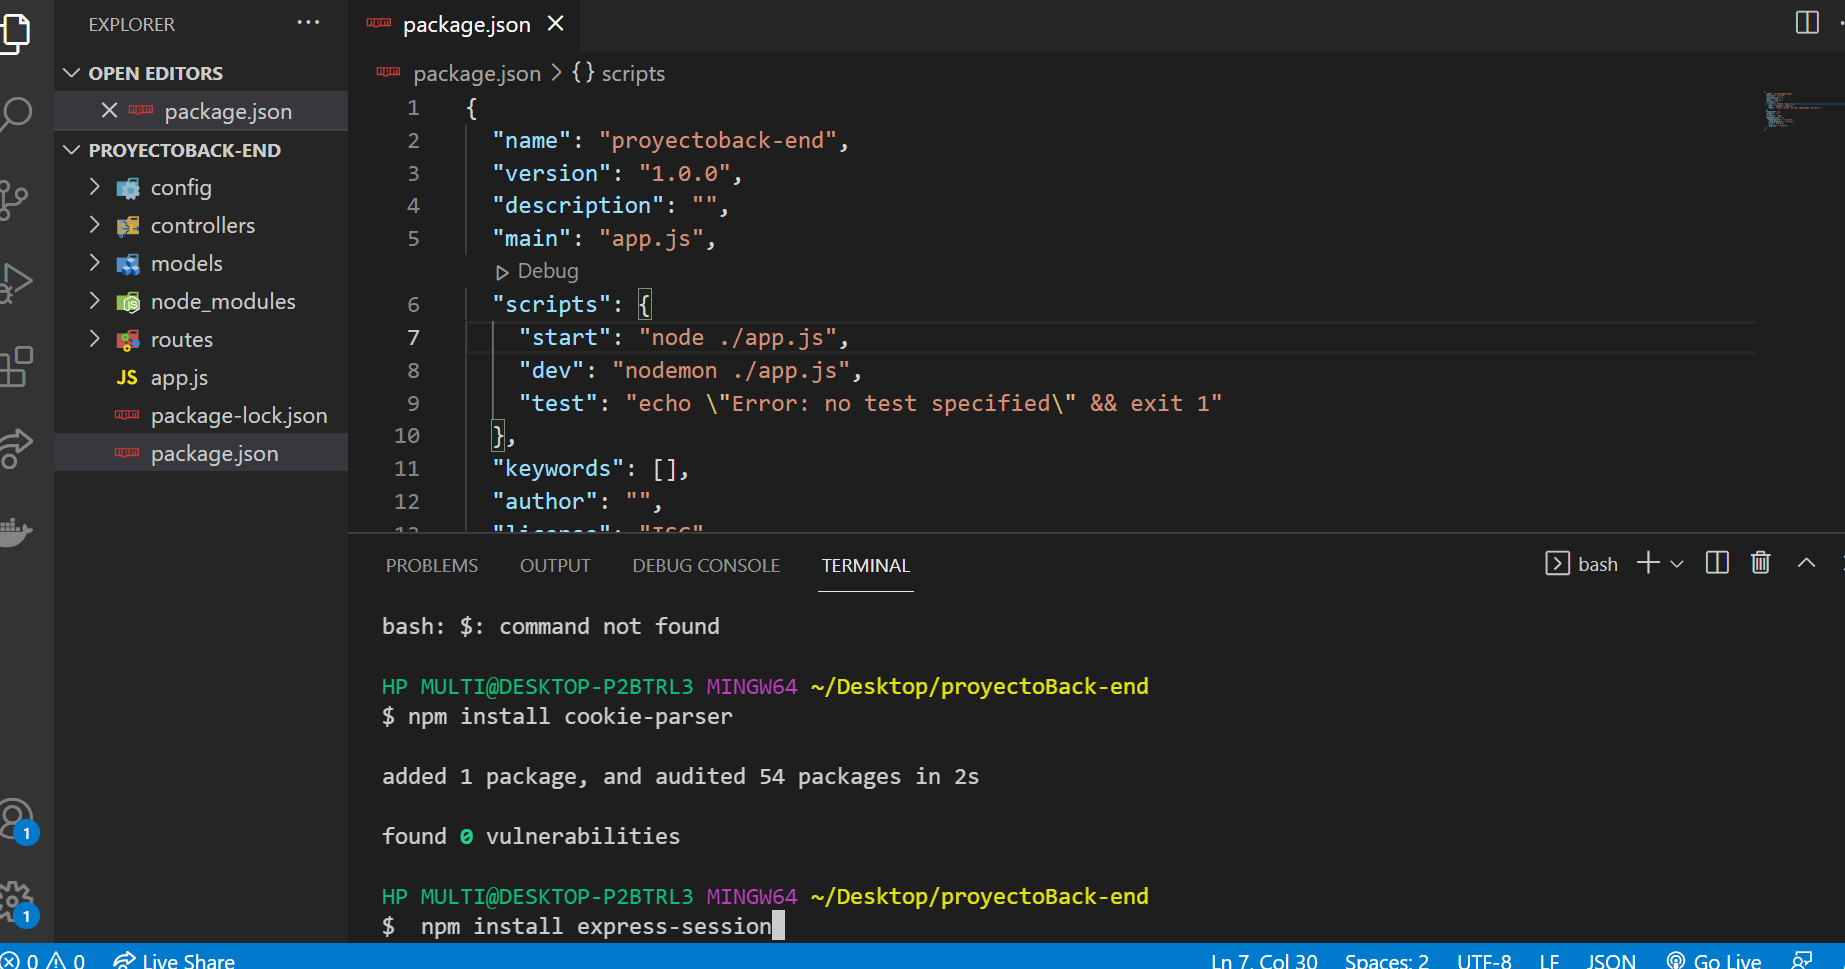 EXPLORER
OPEN EDITORS
package.json
PROYECTOBACK-END
config
controllers
models
node_modules
routes
JS app.js
package-lock.json
package.json
package.json
package.json > {} scripts
1 {
2 "name": "proyectoback-end",
3 "version": "1.0.0",
4 "description": "",
5 "main": "app.js",
Debug
6 "scripts": {
7 "start": "node ./app.js",
8 "dev": "nodemon ./app.js",
9 "test": "echo \"Error: no test specified\" && exit 1"
10 },
11 "keywords": [],
12 "author": "",
13 "license": "ISC"
PROBLEMS OUTPUT DEBUG CONSOLE TERMINAL
bash
bash: $: command not found
HP MULTI@DESKTOP-P2BTRL3 MINGW64 ~/Desktop/proyectoBack-end
$ npm install cookie-parser
added 1 package, and audited 54 packages in 2s
found 0 vulnerabilities
HP MULTI@DESKTOP-P2BTRL3 MINGW64 ~/Desktop/proyectoBack-end
$  npm install express-session
1
1
0 0 Live Share Ln 7, Col 30 Spaces: 2 UTF-8 LF JSON Go Live